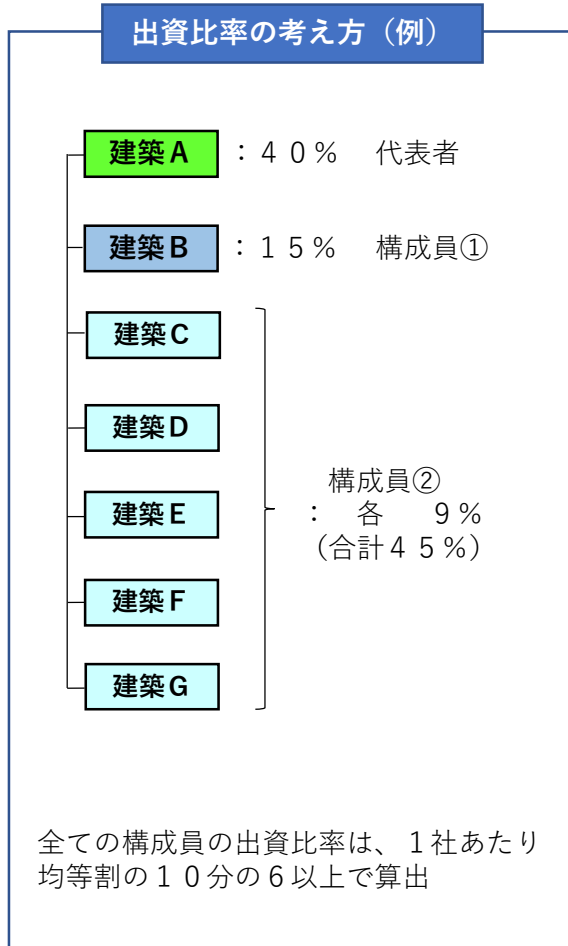 出資比率の考え方（例）
建築Ａ ：４０％ 代表者
建築Ｂ ：１５％ 構成員①
建築Ｃ
建築Ｄ
建築Ｅ
建築Ｆ
建築Ｇ
構成員②
： 各 ９％
（合計４５％）
全ての構成員の出資比率は、１社あたり
均等割の１０分の６以上で算出